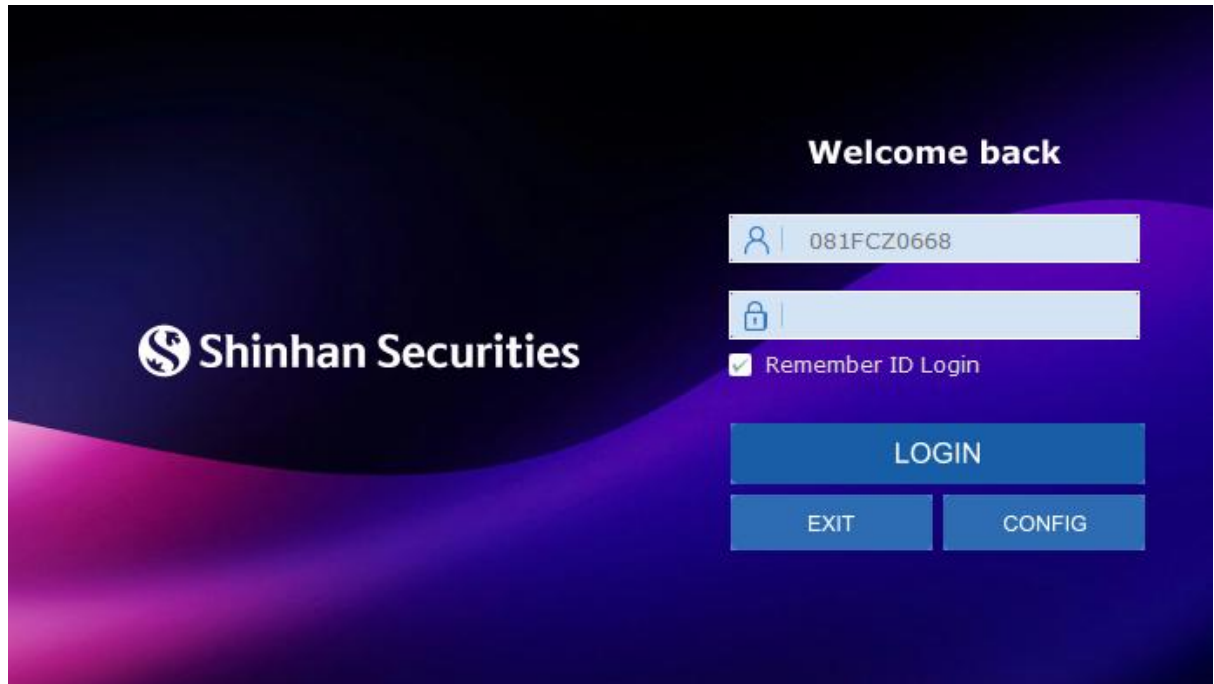 Welcome back
081FCZ0668
Shinhan Securities
Remember ID Login
LOGIN
EXIT
CONFIG